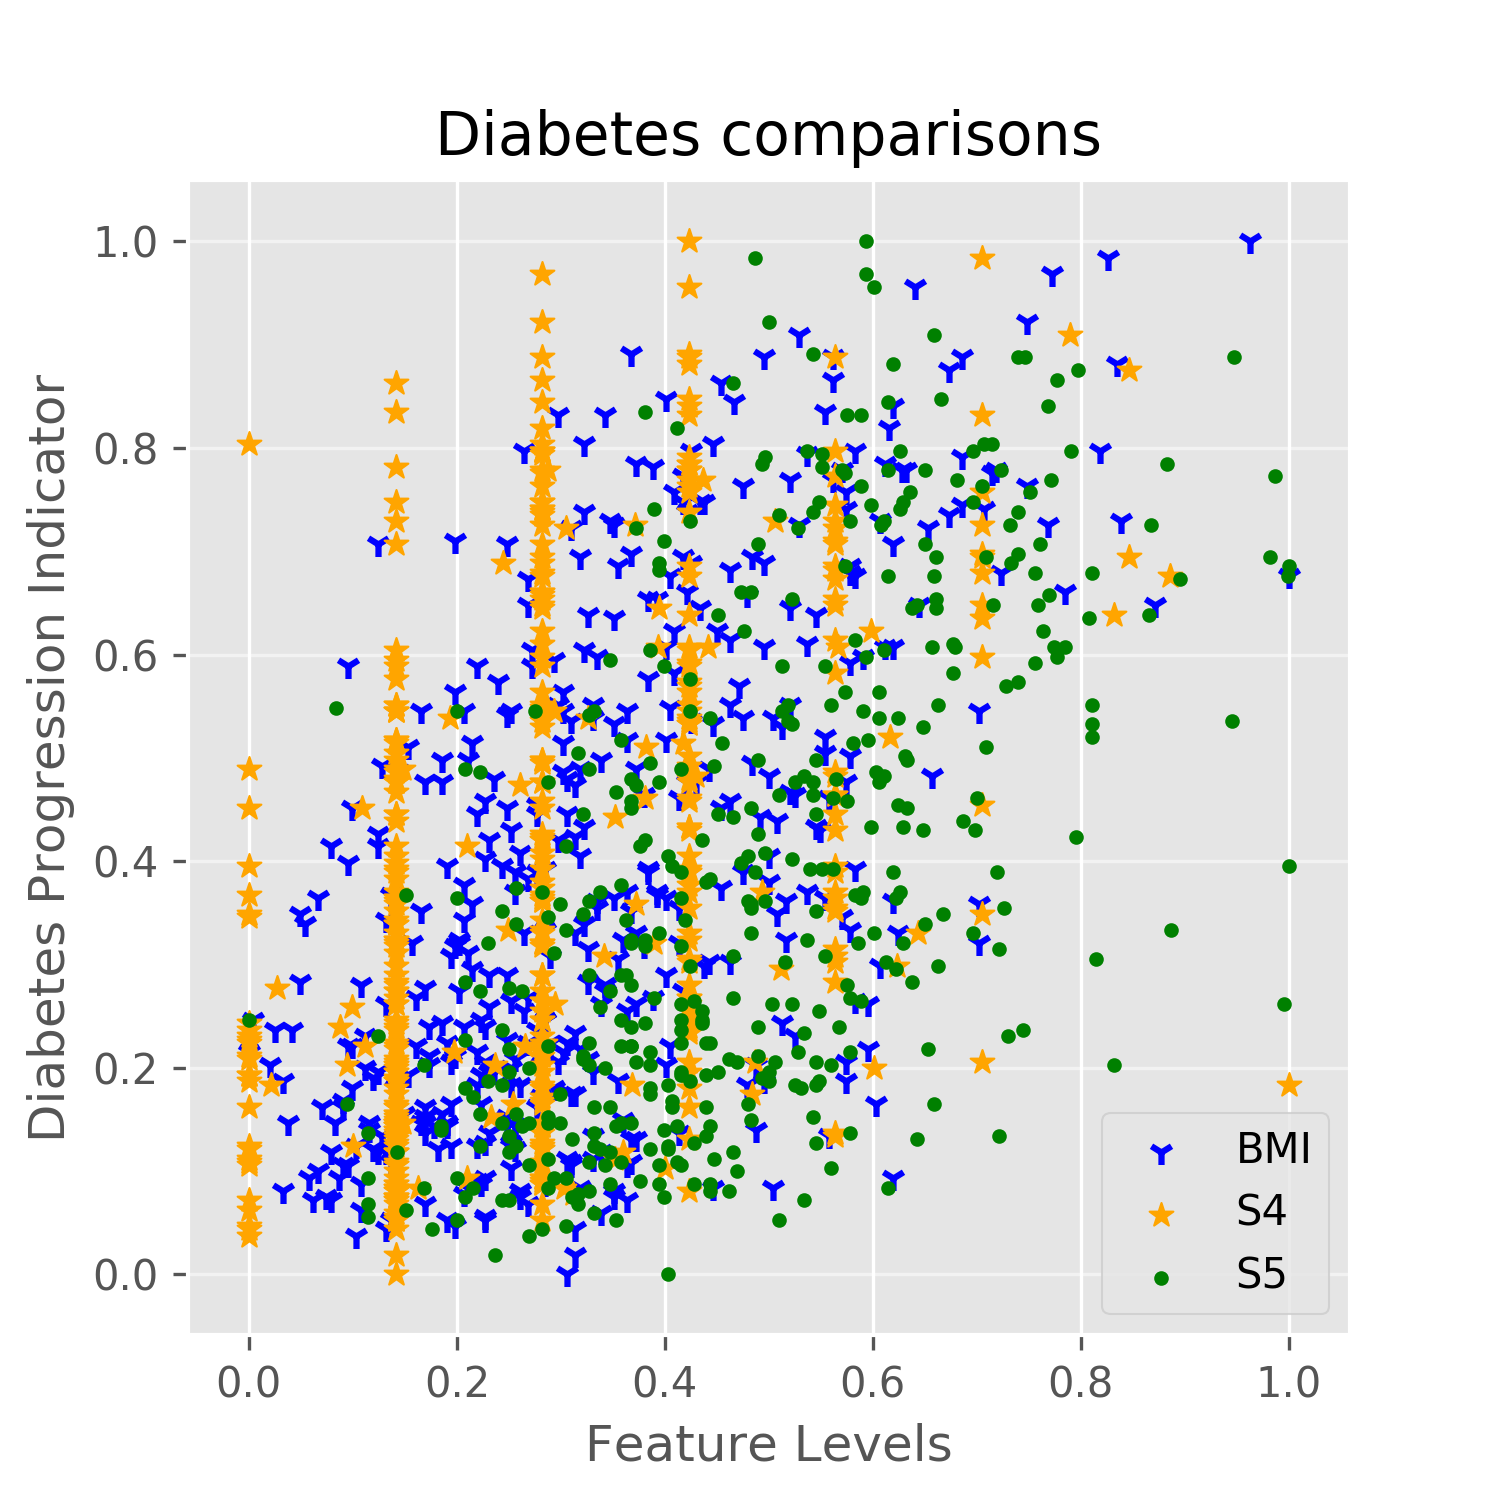 Diabetes comparisons
Diabetes Progression Indicator
1.0
0.8
0.6
0.4
0.2
0.0
BMI
S4
S5
0.0 0.2 0.4 0.6 0.8 1.0
Feature Levels